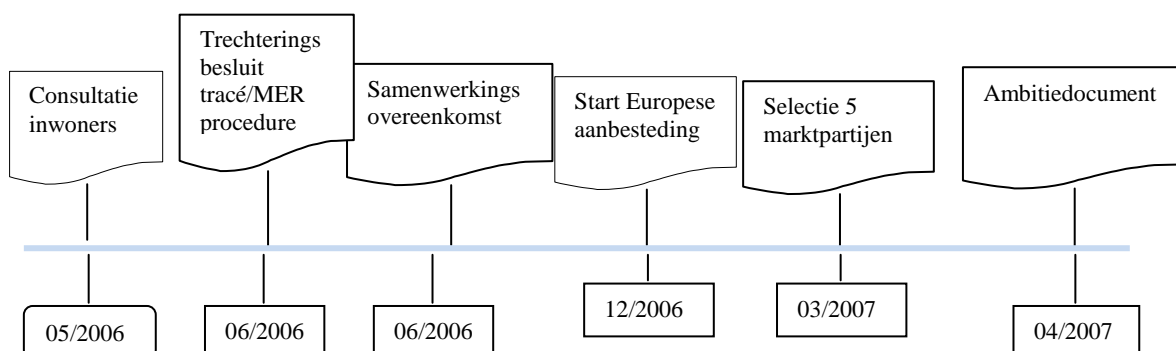 Consultatie
inwoners
Trechterings
besluit
tracé/MER
procedure
Samenwerkings
overeenkomst
Start Europese
aanbesteding
Selectie 5
marktpartijen
Ambitiedocument
05/2006
06/2006
06/2006
12/2006
03/2007
04/2007